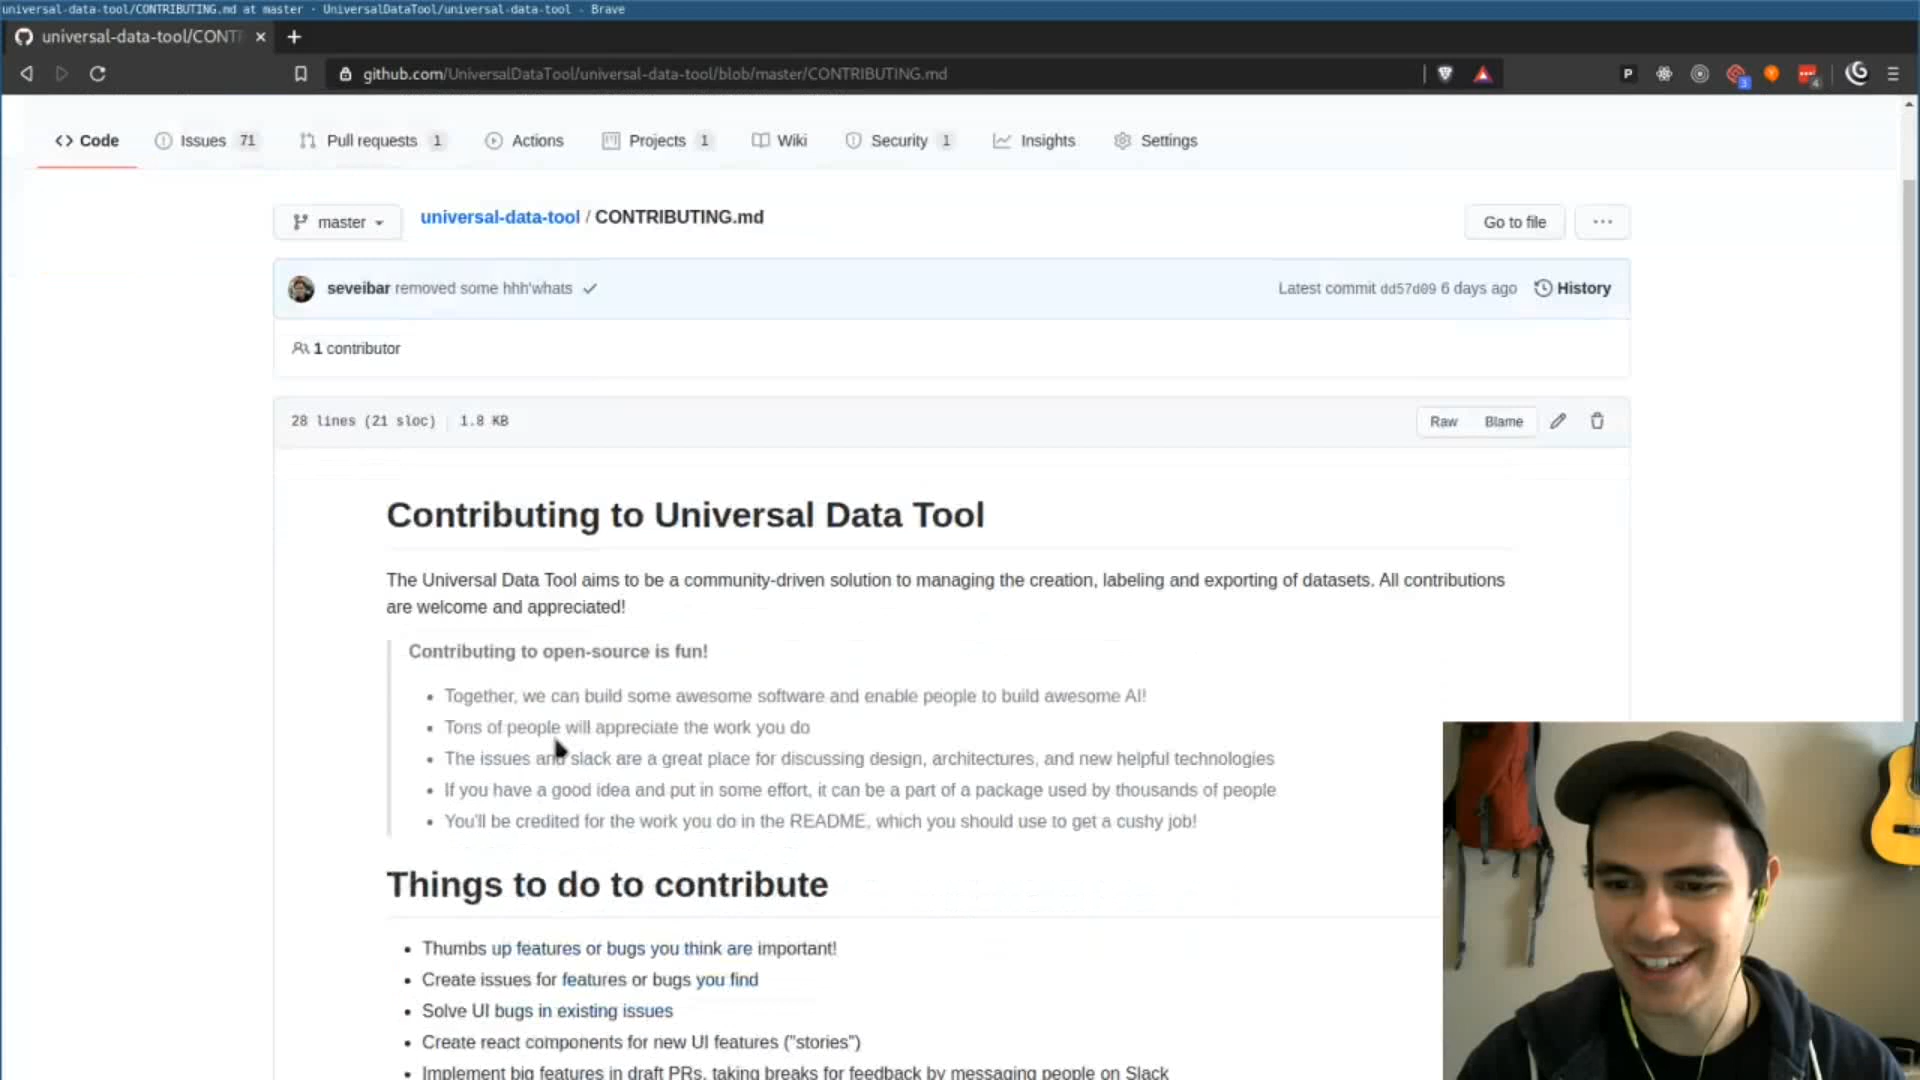 universal-data-tool/CONTRIBUTING.md at master · UniversalDataTool/universal-data-tool - Brave
universal-data-tool/CONTR
github.com/UniversalDataTool/universal-data-tool/blob/master/CONTRIBUTING.md
P
3
4
<> Code
Issues 71
Pull requests 1
Actions
Projects 1
Wiki
Security 1
Insights
Settings
master
universal-data-tool / CONTRIBUTING.md
Go to file
seveibar removed some hhh'whats
Latest commit dd57d09 6 days ago
History
1 contributor
28 lines (21 sloc) 1.8 KB
Raw
Blame
Contributing to Universal Data Tool
The Universal Data Tool aims to be a community-driven solution to managing the creation, labeling and exporting of datasets. All contributions
are welcome and appreciated!
Contributing to open-source is fun!
• Together, we can build some awesome software and enable people to build awesome AI!
• Tons of people will appreciate the work you do
• The issues and slack are a great place for discussing design, architectures, and new helpful technologies
• If you have a good idea and put in some effort, it can be a part of a package used by thousands of people
• You'll be credited for the work you do in the README, which you should use to get a cushy job!
Things to do to contribute
• Thumbs up features or bugs you think are important!
• Create issues for features or bugs you find
• Solve UI bugs in existing issues
• Create react components for new UI features ("stories")
• Implement big features in draft PRs, taking breaks for feedback by messaging people on Slack